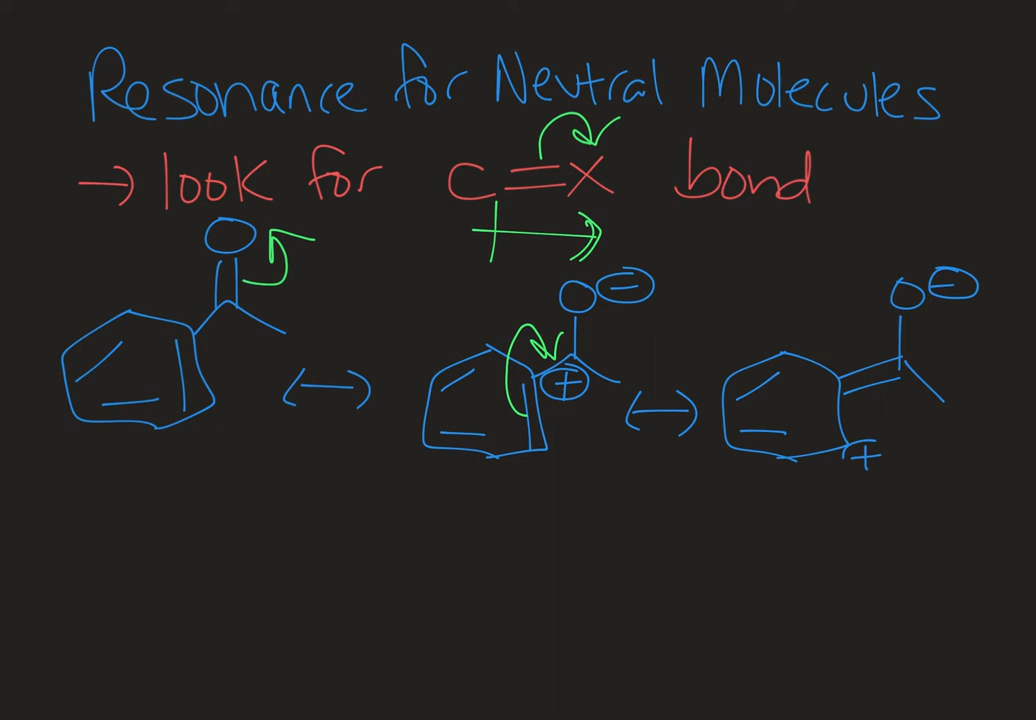 Resonance for Neutral Molecules
→ look for C=X bond
O
O ⊖
O ⊖
⊕
+